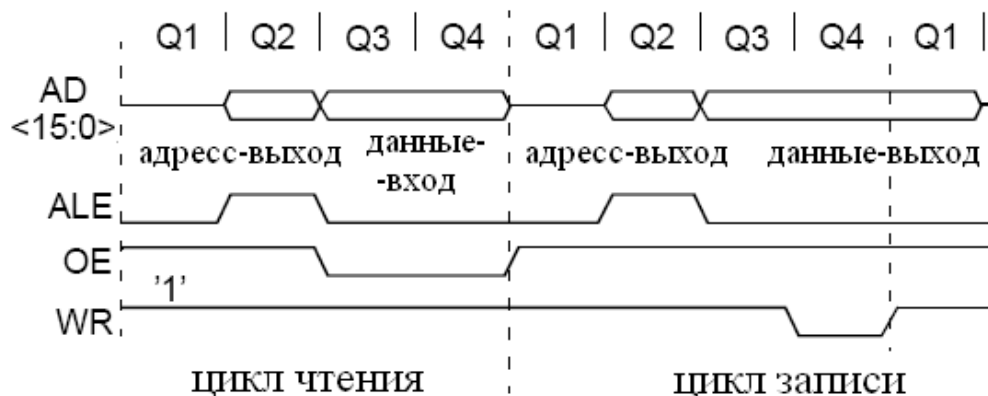 Q1 Q2 Q3 Q4 Q1 Q2 Q3 Q4 Q1
AD
<15:0>
адресс-выход
данные-
-вход
адресс-выход
данные-выход
ALE
OE
'1'
WR
цикл чтения
цикл записи